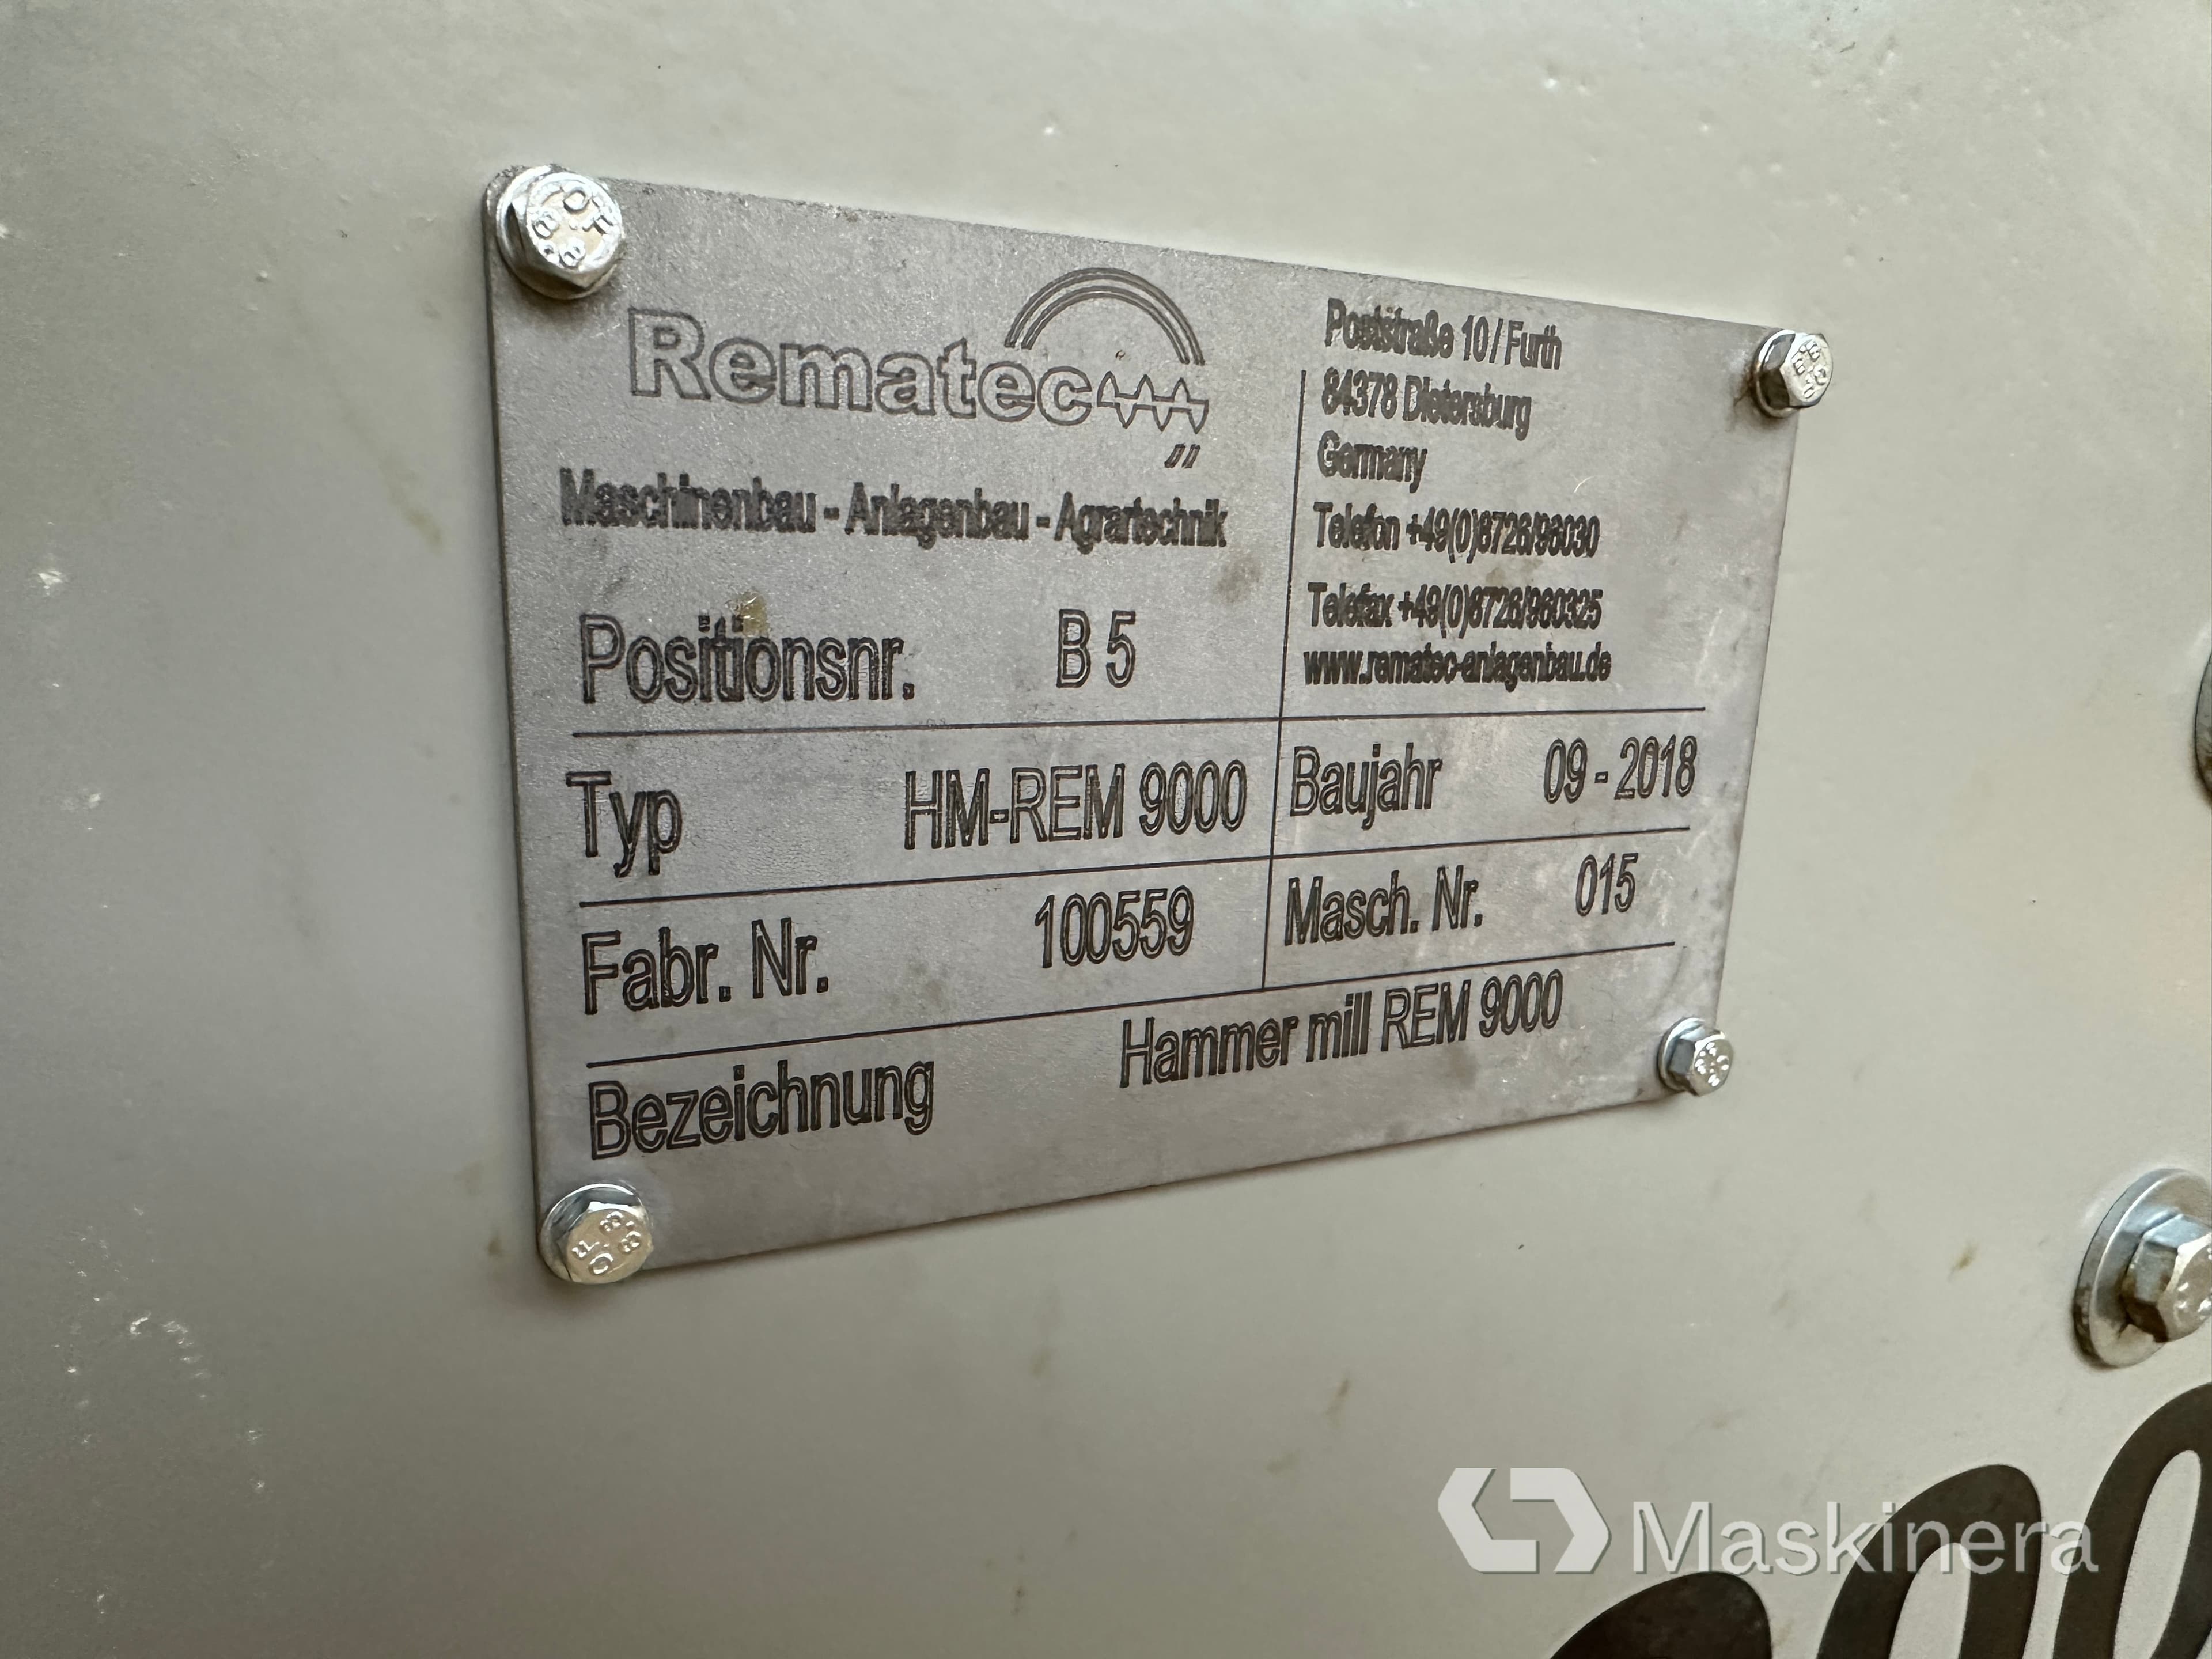 Rematec
Maschinenbau - Anlagenbau - Agrartechnik
Poststraße 10 / Furth
84378 Dietersburg
Germany
Telefon +49(0)8726/96030
Telefax +49(0)8726/960325
www.rematec-anlagenbau.de
Positionsnr. B 5
Typ HM-REM 9000
Baujahr 09 - 2018
Fabr. Nr. 100559
Masch. Nr. 015
Bezeichnung Hammer mill REM 9000
Maskinera